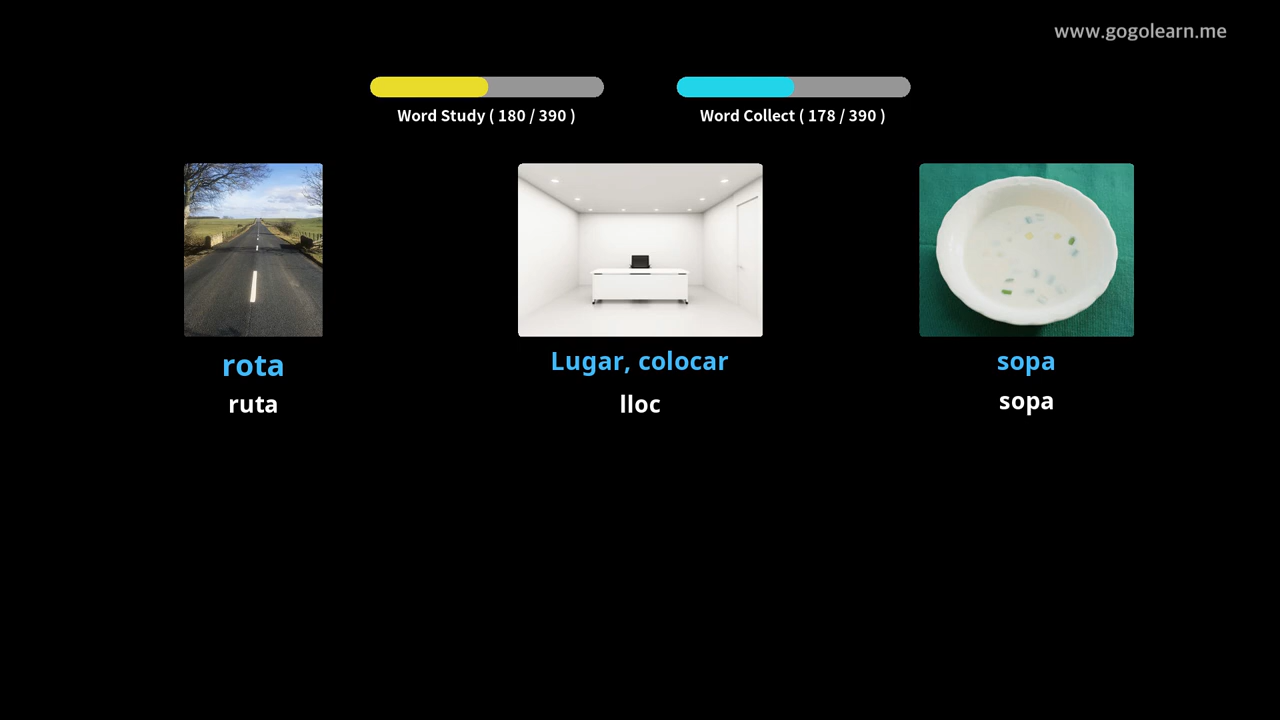 www.gogolearn.me
Word Study ( 180 / 390 )
Word Collect ( 178 / 390 )
rota
ruta
Lugar, colocar
lloc
sopa
sopa